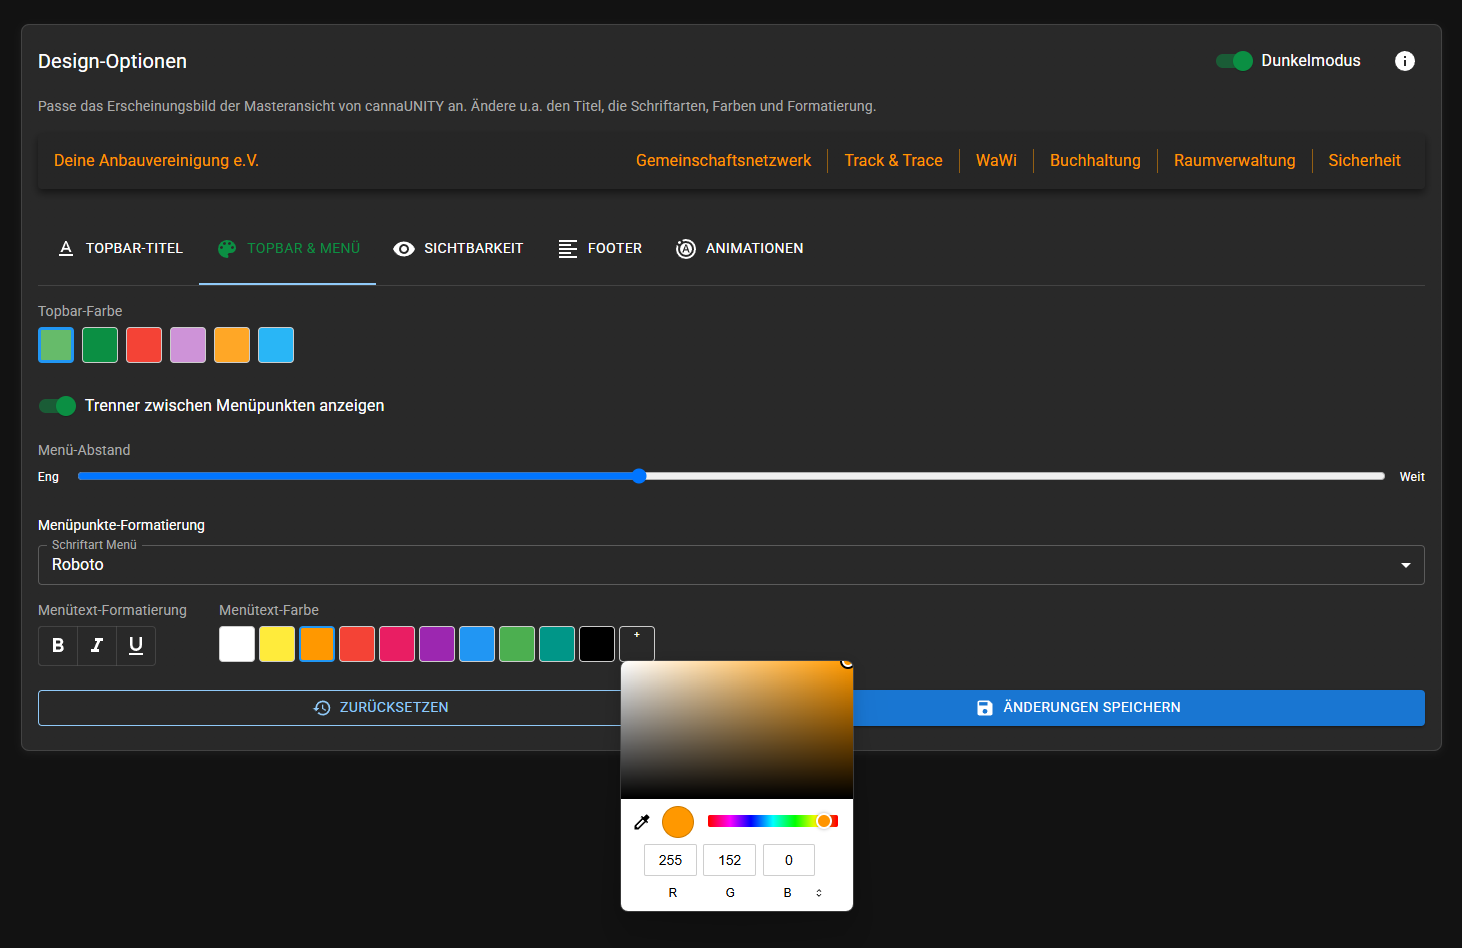 Design-Optionen
Dunkelmodus
Passe das Erscheinungsbild der Masteransicht von cannaUNITY an. Ändere u.a. den Titel, die Schriftarten, Farben und Formatierung.
Deine Anbauvereinigung e.V.
Gemeinschaftsnetzwerk
Track & Trace
WaWi
Buchhaltung
Raumverwaltung
Sicherheit
TOPBAR-TITEL
TOPBAR & MENÜ
SICHTBARKEIT
FOOTER
ANIMATIONEN
Topbar-Farbe
Trenner zwischen Menüpunkten anzeigen
Menü-Abstand
Eng
Weit
Menüpunkte-Formatierung
Schriftart Menü
Roboto
Menütext-Formatierung
Menütext-Farbe
B I U
+
ZURÜCKSETZEN
ÄNDERUNGEN SPEICHERN
255 152 0
R G B